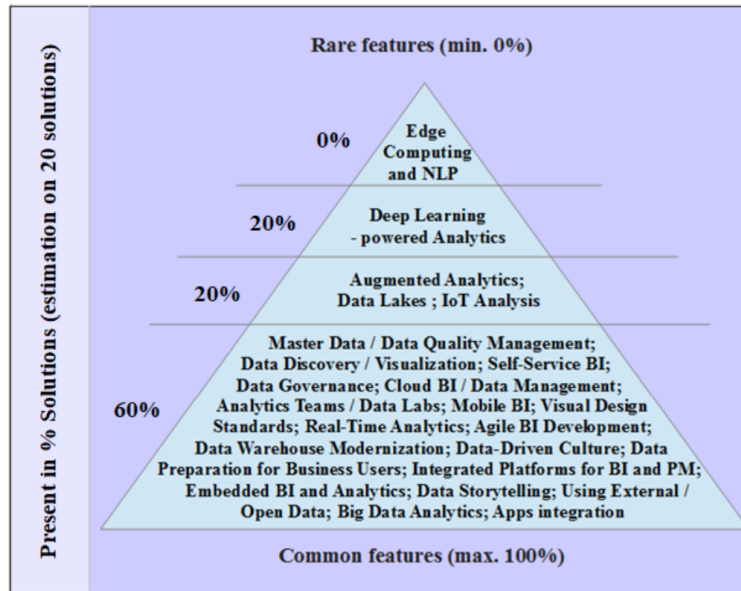 Present in % Solutions (estimation on 20 solutions)
Rare features (min. 0%)
0%
Edge
Computing
and NLP
20%
Deep Learning
- powered Analytics
20%
Augmented Analytics;
Data Lakes ; IoT Analysis
60%
Master Data / Data Quality Management;
Data Discovery / Visualization; Self-Service BI;
Data Governance; Cloud BI / Data Management;
Analytics Teams / Data Labs; Mobile BI; Visual Design
Standards; Real-Time Analytics; Agile BI Development;
Data Warehouse Modernization; Data-Driven Culture; Data
Preparation for Business Users; Integrated Platforms for BI and PM;
Embedded BI and Analytics; Data Storytelling; Using External /
Open Data; Big Data Analytics; Apps integration
Common features (max. 100%)